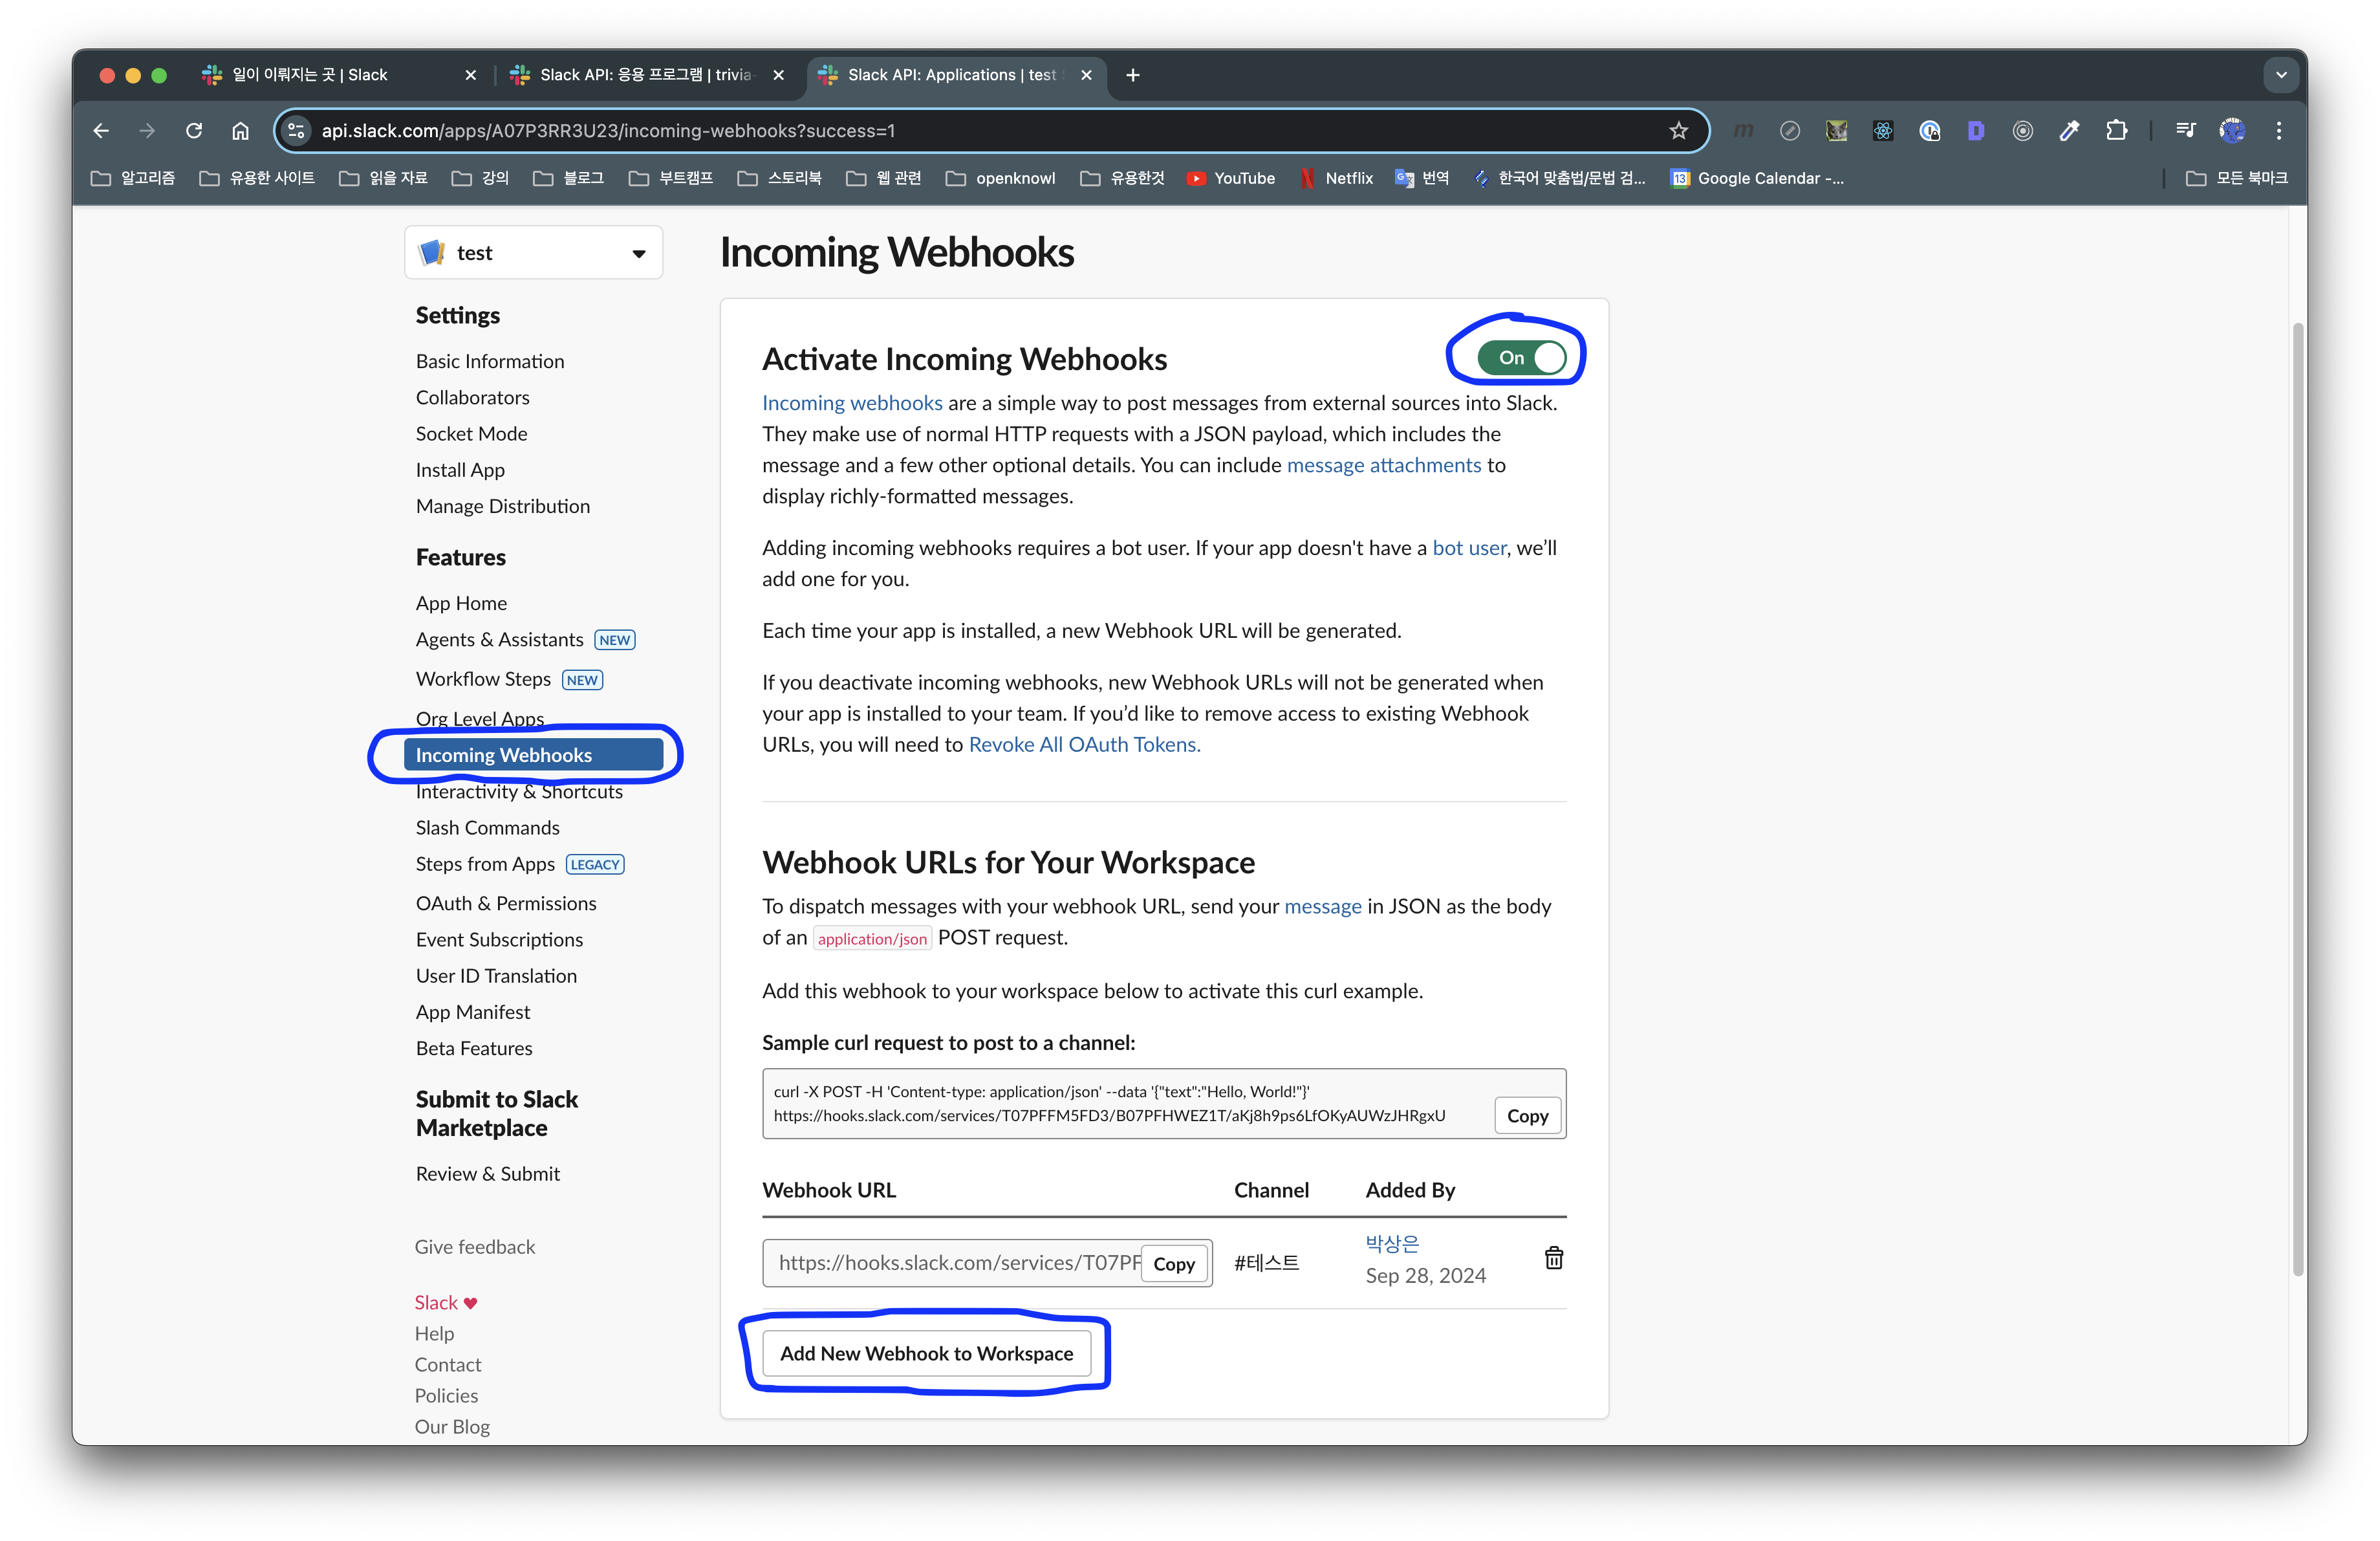 일이 이뤄지는 곳 | Slack
Slack API: 응용 프로그램 | trivia-
Slack API: Applications | test
api.slack.com/apps/A07P3RR3U23/incoming-webhooks?success=1
알고리즘
유용한 사이트
읽을 자료
강의
블로그
부트캠프
스토리북
웹 관련
openknowl
유용한것
YouTube
Netflix
번역
한국어 맞춤법/문법 검...
13
Google Calendar -...
모든 북마크
test
Settings
Basic Information
Collaborators
Socket Mode
Install App
Manage Distribution
Features
App Home
Agents & Assistants NEW
Workflow Steps NEW
Org Level Apps
Incoming Webhooks
Interactivity & Shortcuts
Slash Commands
Steps from Apps LEGACY
OAuth & Permissions
Event Subscriptions
User ID Translation
App Manifest
Beta Features
Submit to Slack
Marketplace
Review & Submit
Give feedback
Slack ♥
Help
Contact
Policies
Our Blog
Incoming Webhooks
Activate Incoming Webhooks
On
Incoming webhooks are a simple way to post messages from external sources into Slack.
They make use of normal HTTP requests with a JSON payload, which includes the
message and a few other optional details. You can include message attachments to
display richly-formatted messages.
Adding incoming webhooks requires a bot user. If your app doesn't have a bot user, we’ll
add one for you.
Each time your app is installed, a new Webhook URL will be generated.
If you deactivate incoming webhooks, new Webhook URLs will not be generated when
your app is installed to your team. If you’d like to remove access to existing Webhook
URLs, you will need to Revoke All OAuth Tokens.
Webhook URLs for Your Workspace
To dispatch messages with your webhook URL, send your message in JSON as the body
of an application/json POST request.
Add this webhook to your workspace below to activate this curl example.
Sample curl request to post to a channel:
curl -X POST -H 'Content-type: application/json' --data '{"text":"Hello, World!"}'
https://hooks.slack.com/services/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
Copy
Webhook URL
Channel
Added By
https://hooks.slack.com/services/T07PF
Copy
#테스트
박상은
Sep 28, 2024
Add New Webhook to Workspace